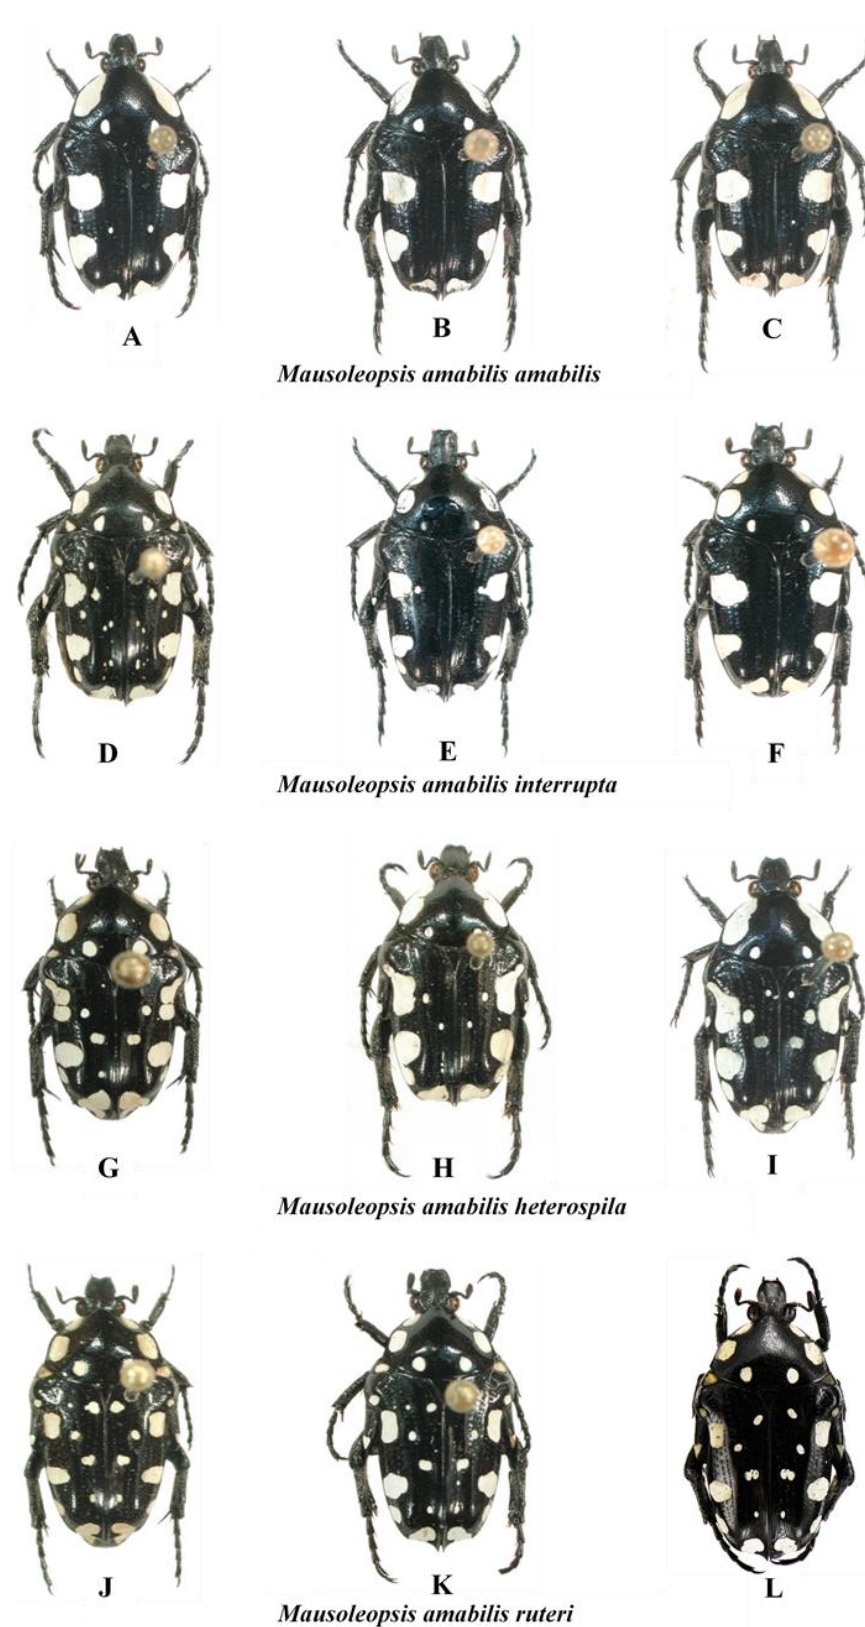 A B C
Mausoleopsis amabilis amabilis
D E F
Mausoleopsis amabilis interrupta
G H I
Mausoleopsis amabilis heterospila
J K L
Mausoleopsis amabilis ruteri